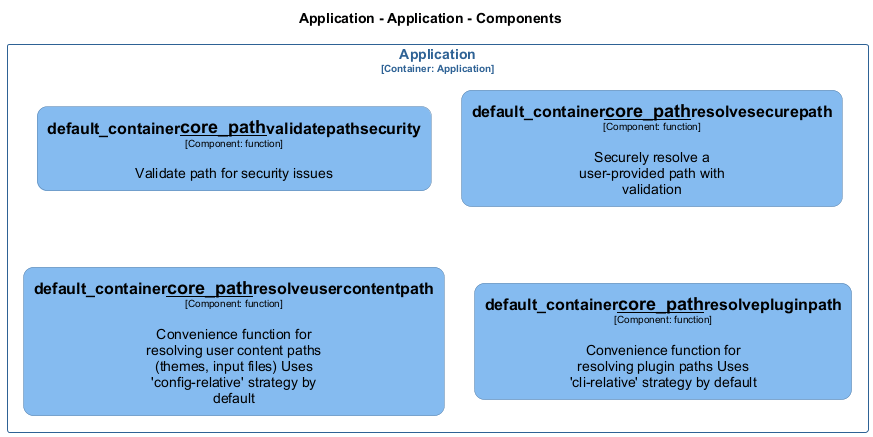 Application - Application - Components
Application
[Container: Application]
default_containercore_pathvalidatepathsecurity
[Component: function]
Validate path for security issues
default_containercore_pathresolvesecurepath
[Component: function]
Securely resolve a
user-provided path with
validation
default_containercore_pathresolveusercontentpath
[Component: function]
Convenience function for
resolving user content paths
(themes, input files) Uses
'config-relative' strategy by
default
default_containercore_pathresolvepluginpath
[Component: function]
Convenience function for
resolving plugin paths Uses
'cli-relative' strategy by default